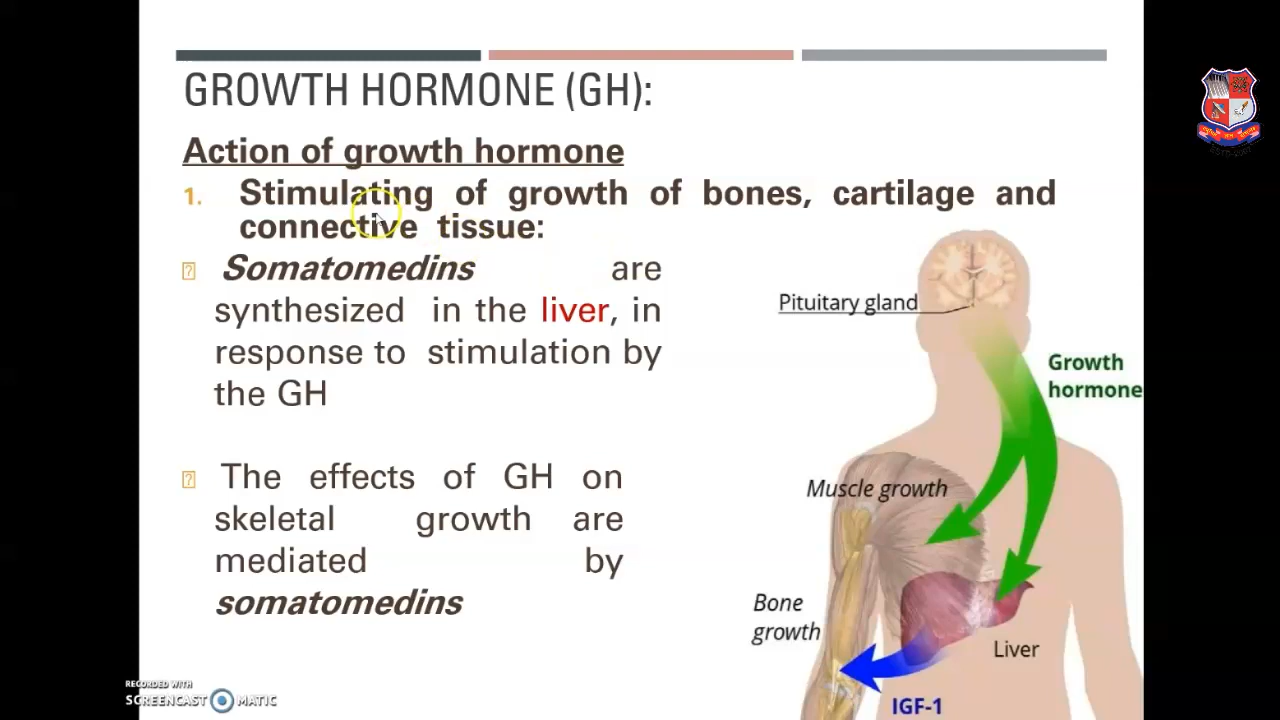 GROWTH HORMONE (GH):
Action of growth hormone
1. Stimulating of growth of bones, cartilage and
connective tissue:
Somatomedins are
synthesized in the liver, in
response to stimulation by
the GH
The effects of GH on
skeletal growth are
mediated by
somatomedins
Pituitary gland
Growth
hormone
Muscle growth
Bone
growth
Liver
IGF-1
RECORDED WITH
SCREENCAST MATIC